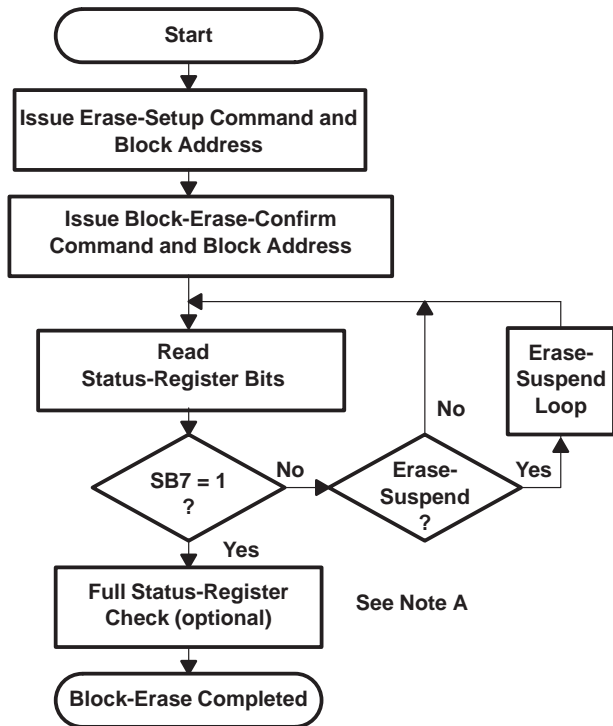 Start
Issue Erase-Setup Command and
Block Address
Issue Block-Erase-Confirm
Command and Block Address
Read
Status-Register Bits
Erase-
Suspend
Loop
No
SB7 = 1
?
No
Erase-
Suspend
?
Yes
Yes
Full Status-Register
Check (optional)
See Note A
Block-Erase Completed